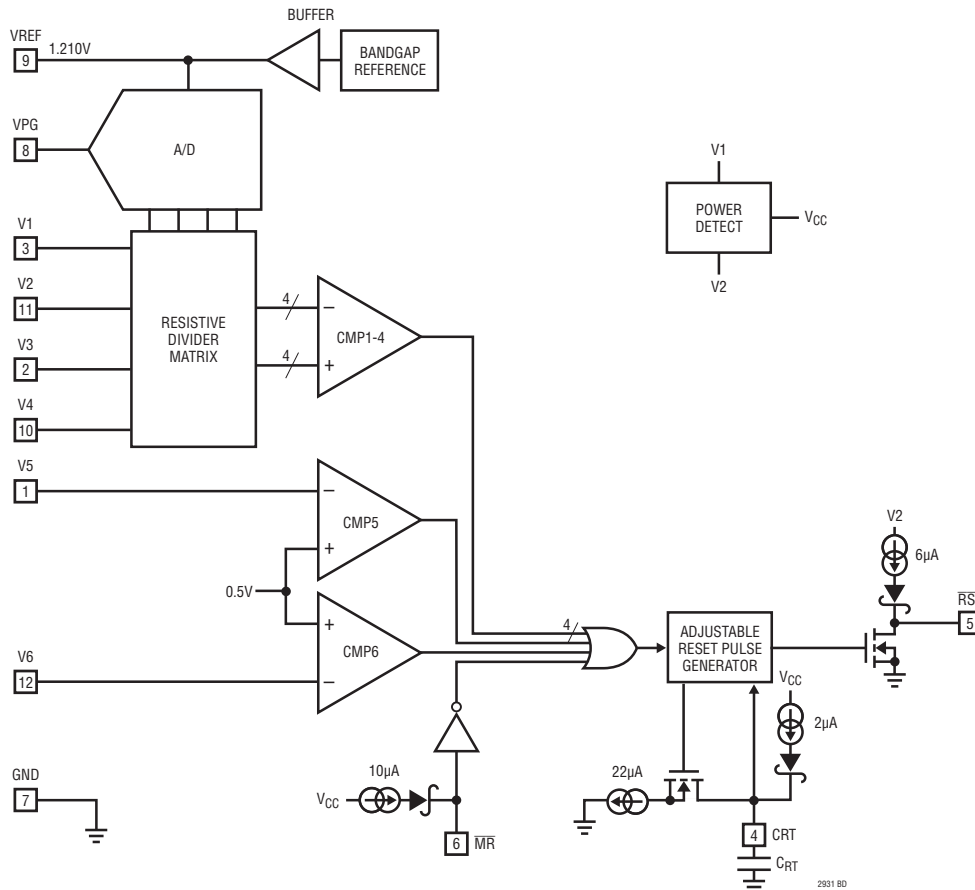 BUFFER
VREF
9
1.210V
BANDGAP
REFERENCE
VPG
8
A/D
V1
3
V2
11
V3
2
V4
10
RESISTIVE
DIVIDER
MATRIX
4
4
−
+
CMP1-4
V1
POWER
DETECT
VCC
V2
V5
1
−
+
CMP5
0.5V
+
−
CMP6
V6
12
4
ADJUSTABLE
RESET PULSE
GENERATOR
V2
6µA
RS
5
VCC
2µA
22µA
GND
7
10µA
VCC
6
MR
4
CRT
CRT
2931 BD